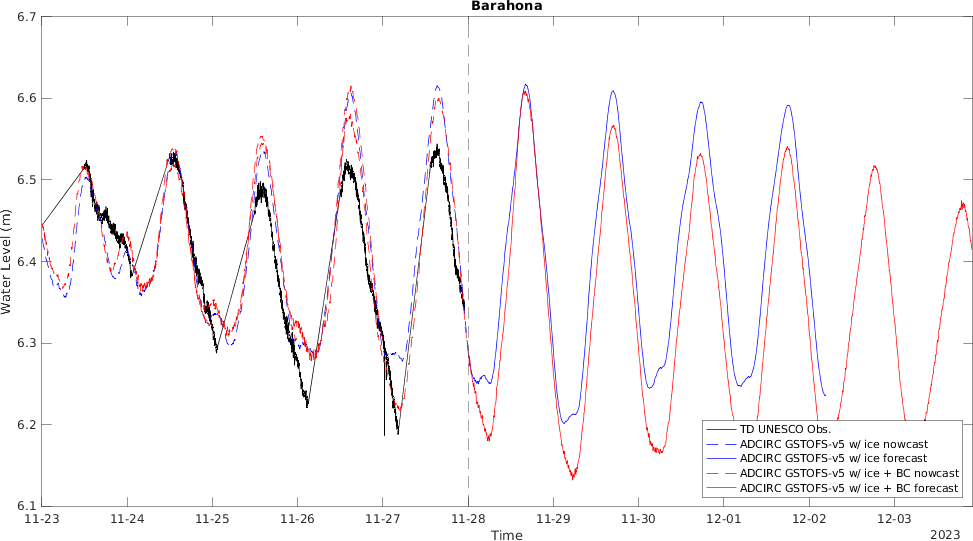 Barahona
6.7
6.6
6.5
6.4
6.3
6.2
6.1
Water Level (m)
11-23
11-24
11-25
11-26
11-27
11-28
11-29
11-30
12-01
12-02
12-03
Time
2023
TD UNESCO Obs.
ADCIRC GSTOFS-v5 w/ ice nowcast
ADCIRC GSTOFS-v5 w/ ice forecast
ADCIRC GSTOFS-v5 w/ ice + BC nowcast
ADCIRC GSTOFS-v5 w/ ice + BC forecast